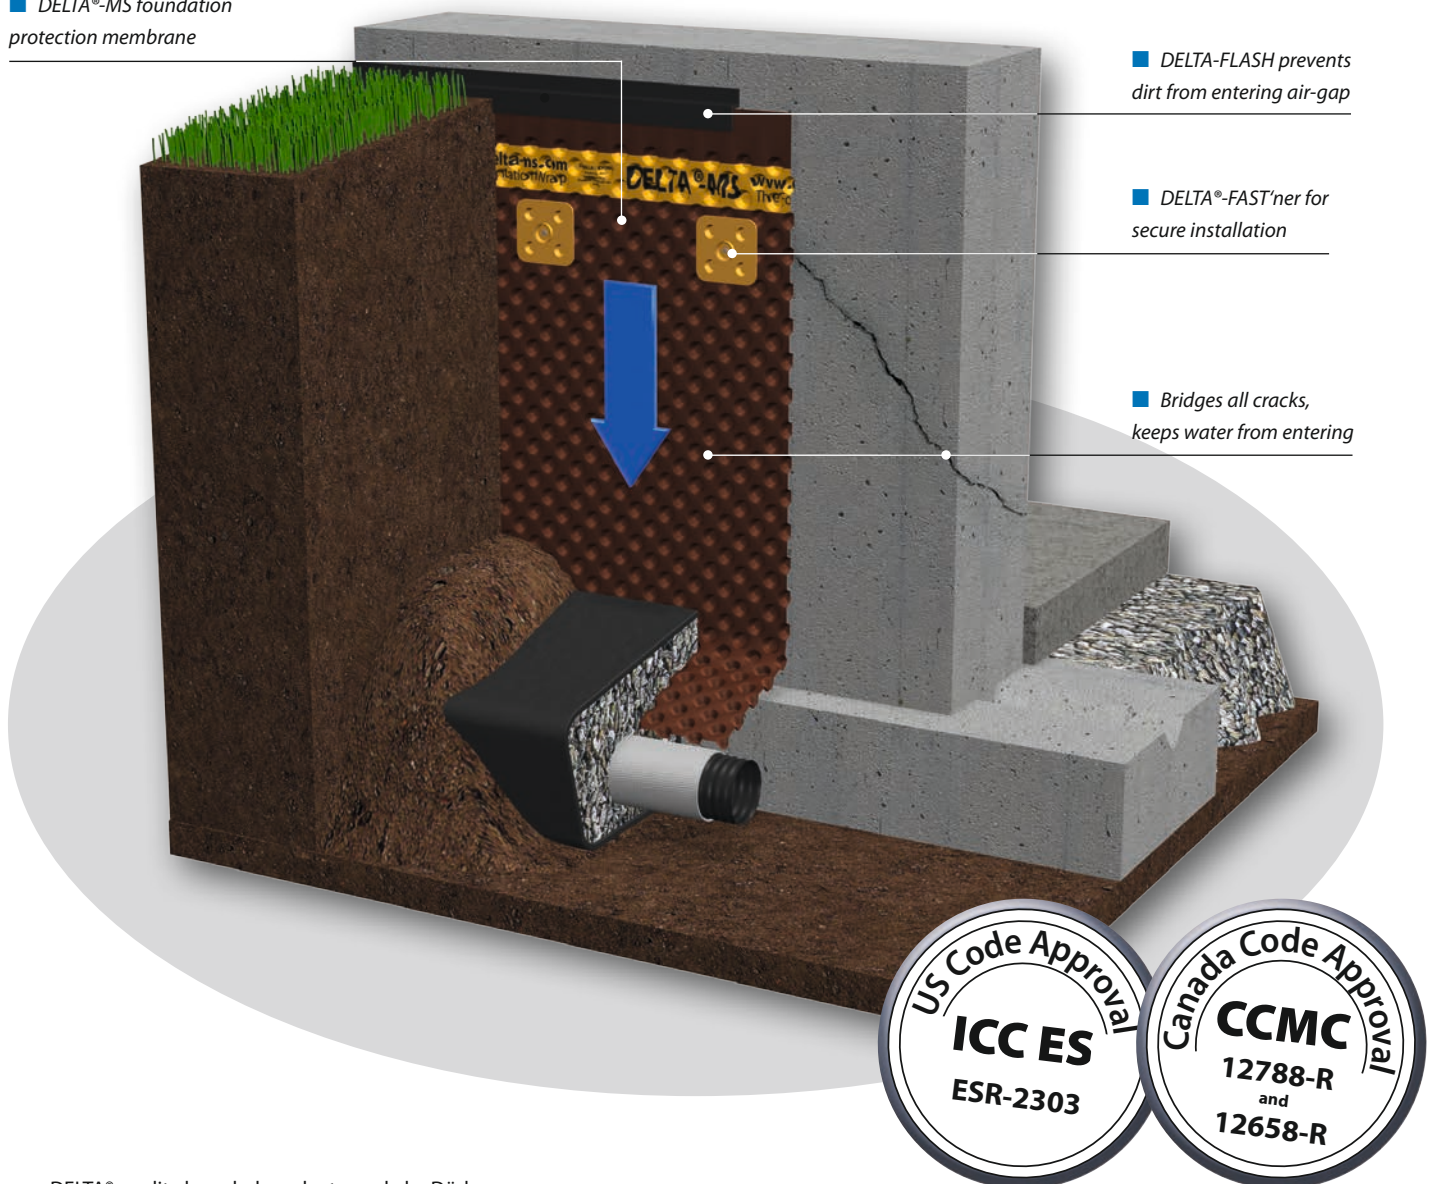 DELTA®-MS foundation
protection membrane
DELTA-FLASH prevents
dirt from entering air-gap
DELTA®-FAST'ner for
secure installation
Bridges all cracks,
keeps water from entering
DELTA®-MS
US Code Approval
ICC ES
ESR-2303
Canada Code Approval
CCMC
12788-R
and
12658-R